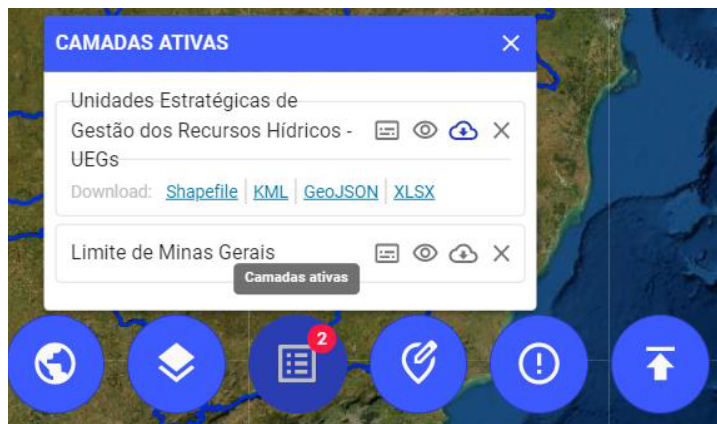 CAMADAS ATIVAS
Unidades Estratégicas de
Gestão dos Recursos Hídricos -
UEGs
Download: Shapefile KML GeoJSON XLSX
Limite de Minas Gerais
Camadas ativas
2